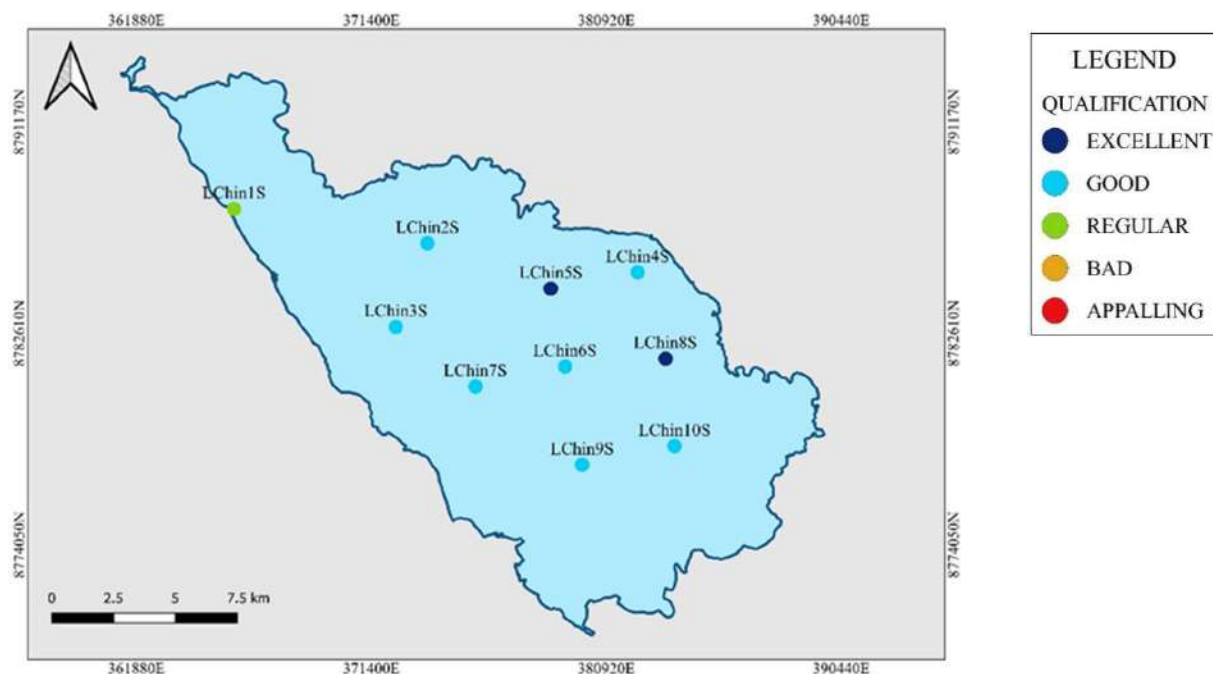 361880E 371400E 380920E 390440E
8791170N 8791170N
LChin1S
LChin2S
LChin4S
LChin5S
LChin3S
8782610N 8782610N
LChin6S
LChin8S
LChin7S
LChin10S
LChin9S
8774050N 8774050N
0 2.5 5 7.5 km
361880E 371400E 380920E 390440E
LEGEND
QUALIFICATION
EXCELLENT
GOOD
REGULAR
BAD
APPALLING